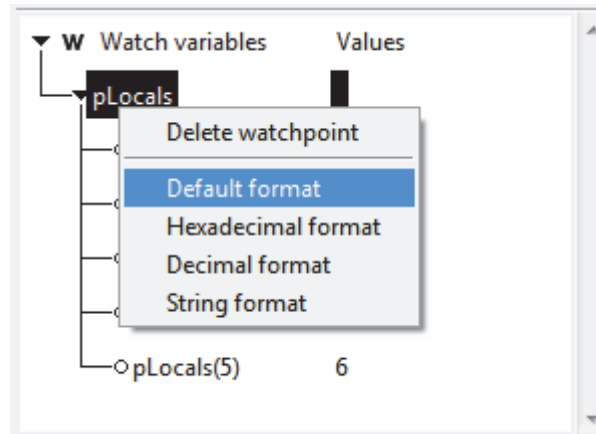 W Watch variables Values
pLocals
Delete watchpoint
Default format
Hexadecimal format
Decimal format
String format
pLocals(5) 6